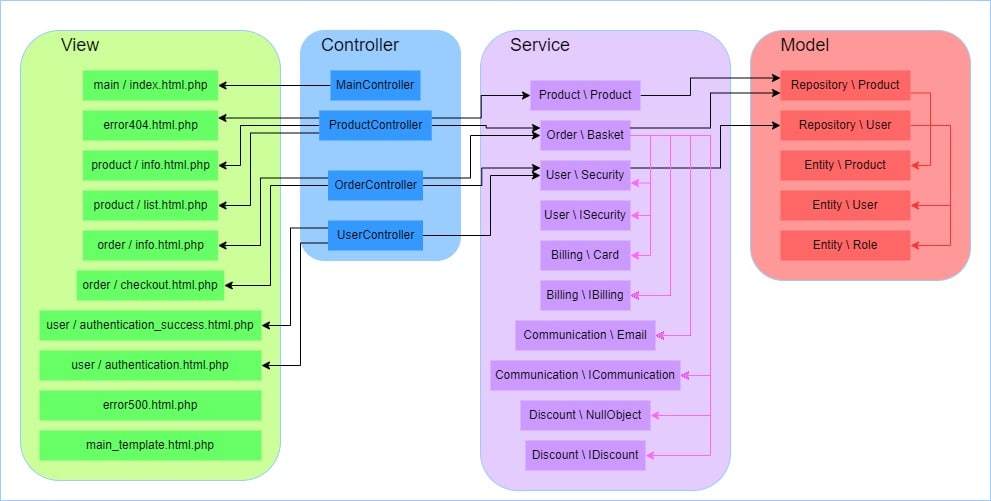 View
main / index.html.php
error404.html.php
product / info.html.php
product / list.html.php
order / info.html.php
order / checkout.html.php
user / authentication_success.html.php
user / authentication.html.php
error500.html.php
main_template.html.php
Controller
MainController
ProductController
OrderController
UserController
Service
Product \ Product
Order \ Basket
User \ Security
User \ ISecurity
Billing \ Card
Billing \ IBilling
Communication \ Email
Communication \ ICommunication
Discount \ NullObject
Discount \ IDiscount
Model
Repository \ Product
Repository \ User
Entity \ Product
Entity \ User
Entity \ Role